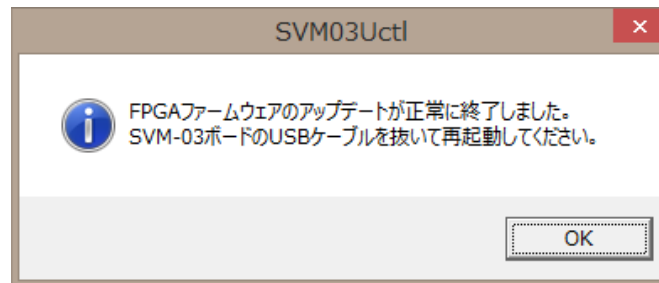 SVM03Uctl
FPGAファームウェアのアップデートが正常に終了しました。
SVM-03ボードのUSBケーブルを抜いて再起動してください。
OK